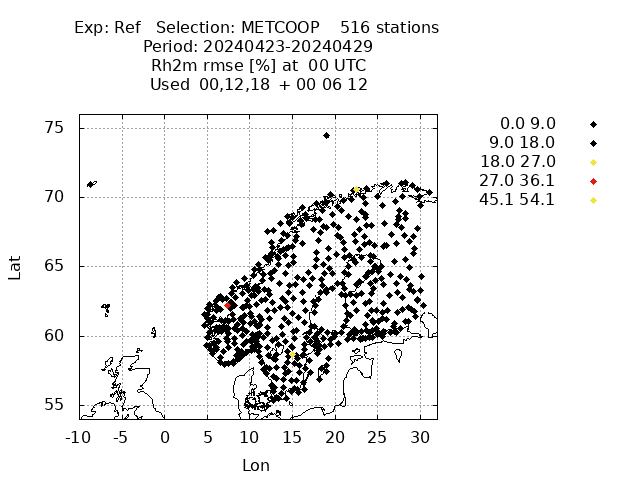 Exp: Ref   Selection: METCOOP    516 stations
Period: 20240423-20240429
Rh2m rmse [%] at  00 UTC
Used  00,12,18  + 00 06 12
0.0 9.0
9.0 18.0
18.0 27.0
27.0 36.1
45.1 54.1
75
70
65
60
55
Lat
-10 -5 0 5 10 15 20 25 30
Lon